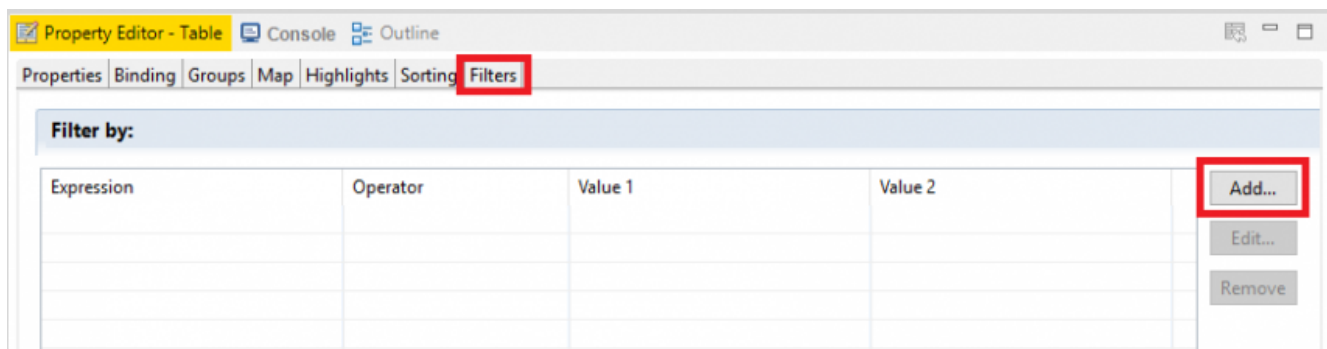 Property Editor - Table Console Outline
Properties Binding Groups Map Highlights Sorting Filters
Filter by:
Expression Operator Value 1 Value 2 Add...
Edit...
Remove